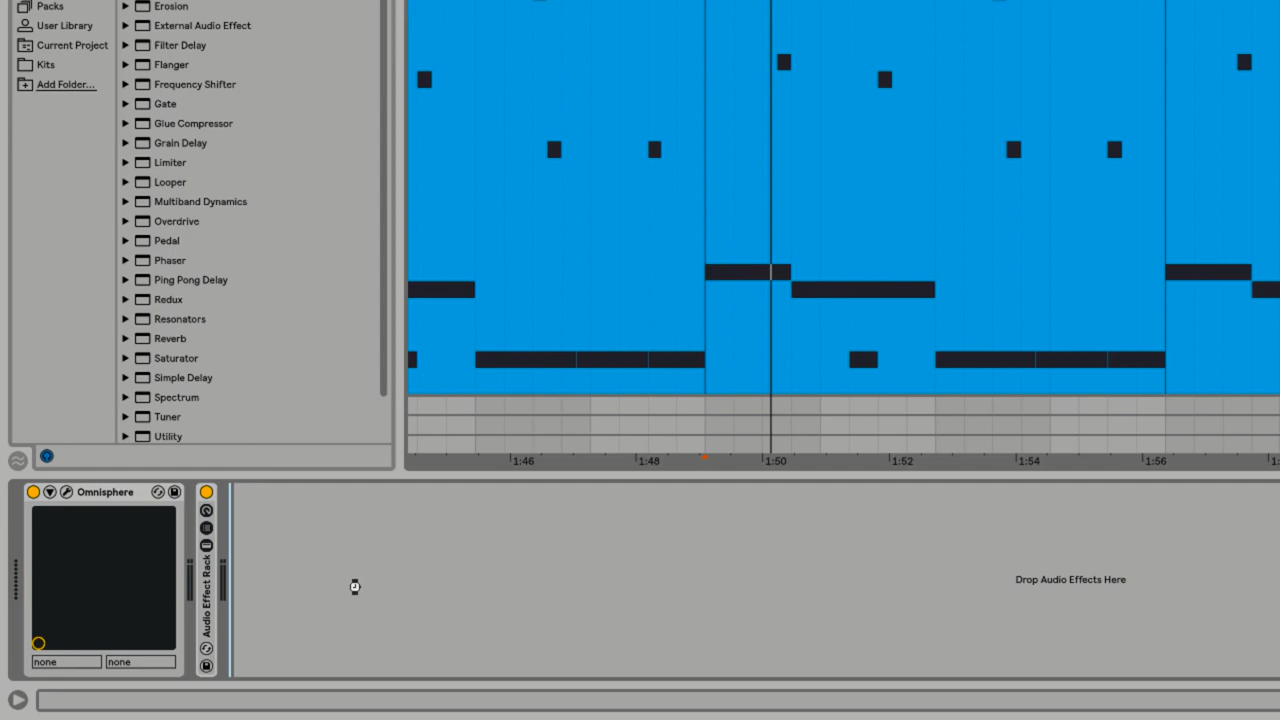 Packs
User Library
Current Project
Kits
Add Folder...
Erosion
External Audio Effect
Filter Delay
Flanger
Frequency Shifter
Gate
Glue Compressor
Grain Delay
Limiter
Looper
Multiband Dynamics
Overdrive
Pedal
Phaser
Ping Pong Delay
Redux
Resonators
Reverb
Saturator
Simple Delay
Spectrum
Tuner
Utility
1:46 1:48 1:50 1:52 1:54 1:56
Omnisphere
none none
Audio Effect Rack
Drop Audio Effects Here